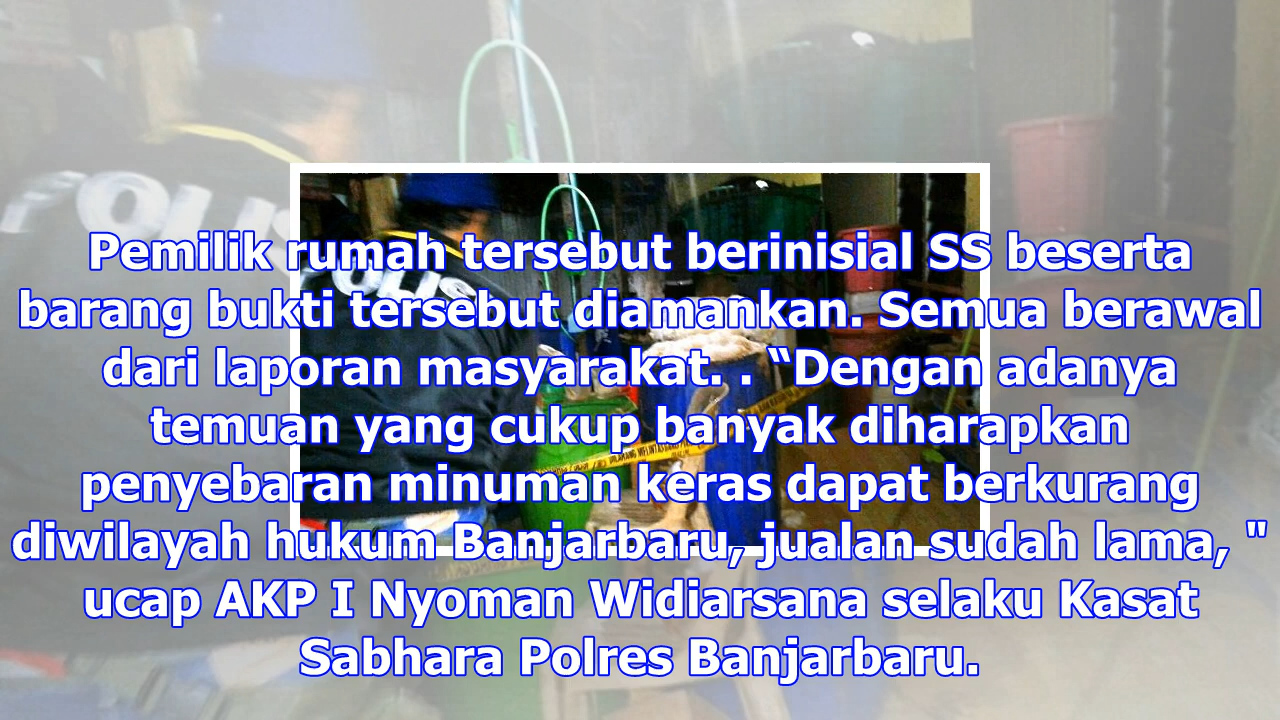 POLIS
Pemilik rumah tersebut berinisial SS beserta
barang bukti tersebut diamankan. Semua berawal
dari laporan masyarakat. . “Dengan adanya
temuan yang cukup banyak diharapkan
penyebaran minuman keras dapat berkurang
diwilayah hukum Banjarbaru, jualan sudah lama, "
ucap AKP I Nyoman Widiarsana selaku Kasat
Sabhara Polres Banjarbaru.